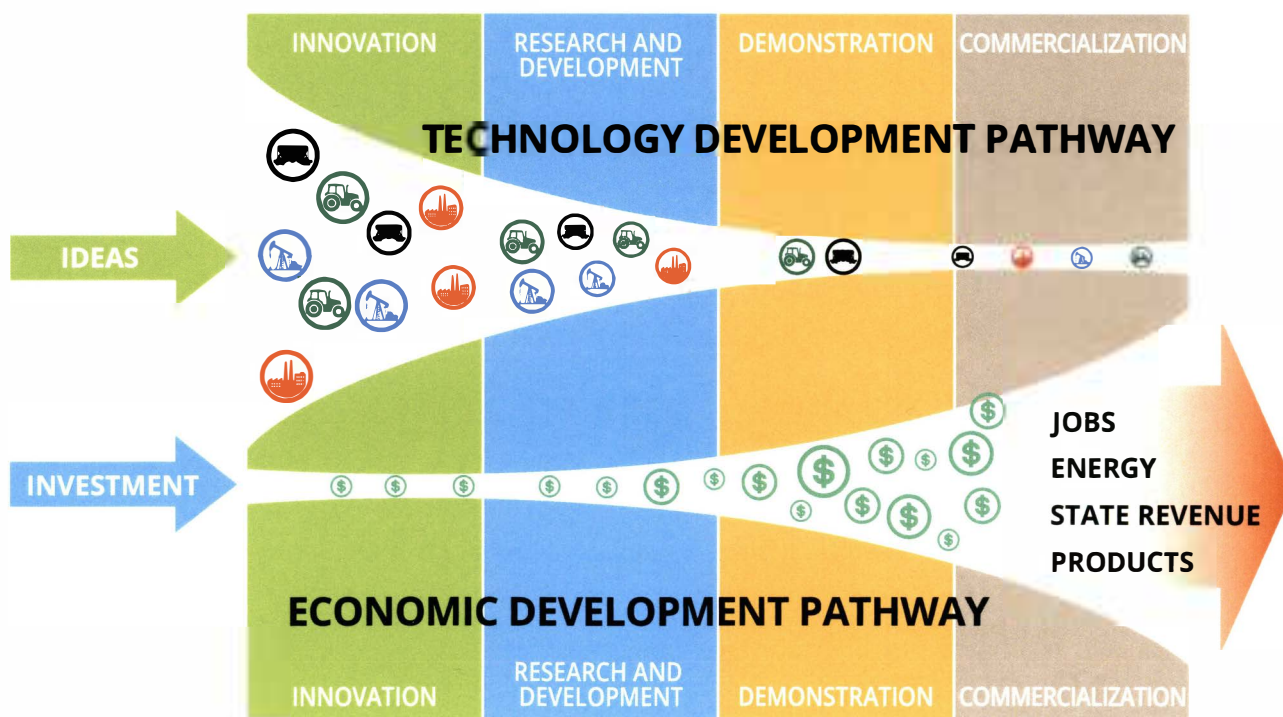 INNOVATION
RESEARCH AND
DEVELOPMENT
DEMONSTRATION
COMMERCIALIZATION
TECHNOLOGY DEVELOPMENT PATHWAY
IDEAS
INVESTMENT
$ $ $ $ $ $ $ $ $ $ $ $ $ $ $ $ $ $
JOBS
ENERGY
STATE REVENUE
PRODUCTS
ECONOMIC DEVELOPMENT PATHWAY
INNOVATION
RESEARCH AND
DEVELOPMENT
DEMONSTRATION
COMMERCIALIZATION